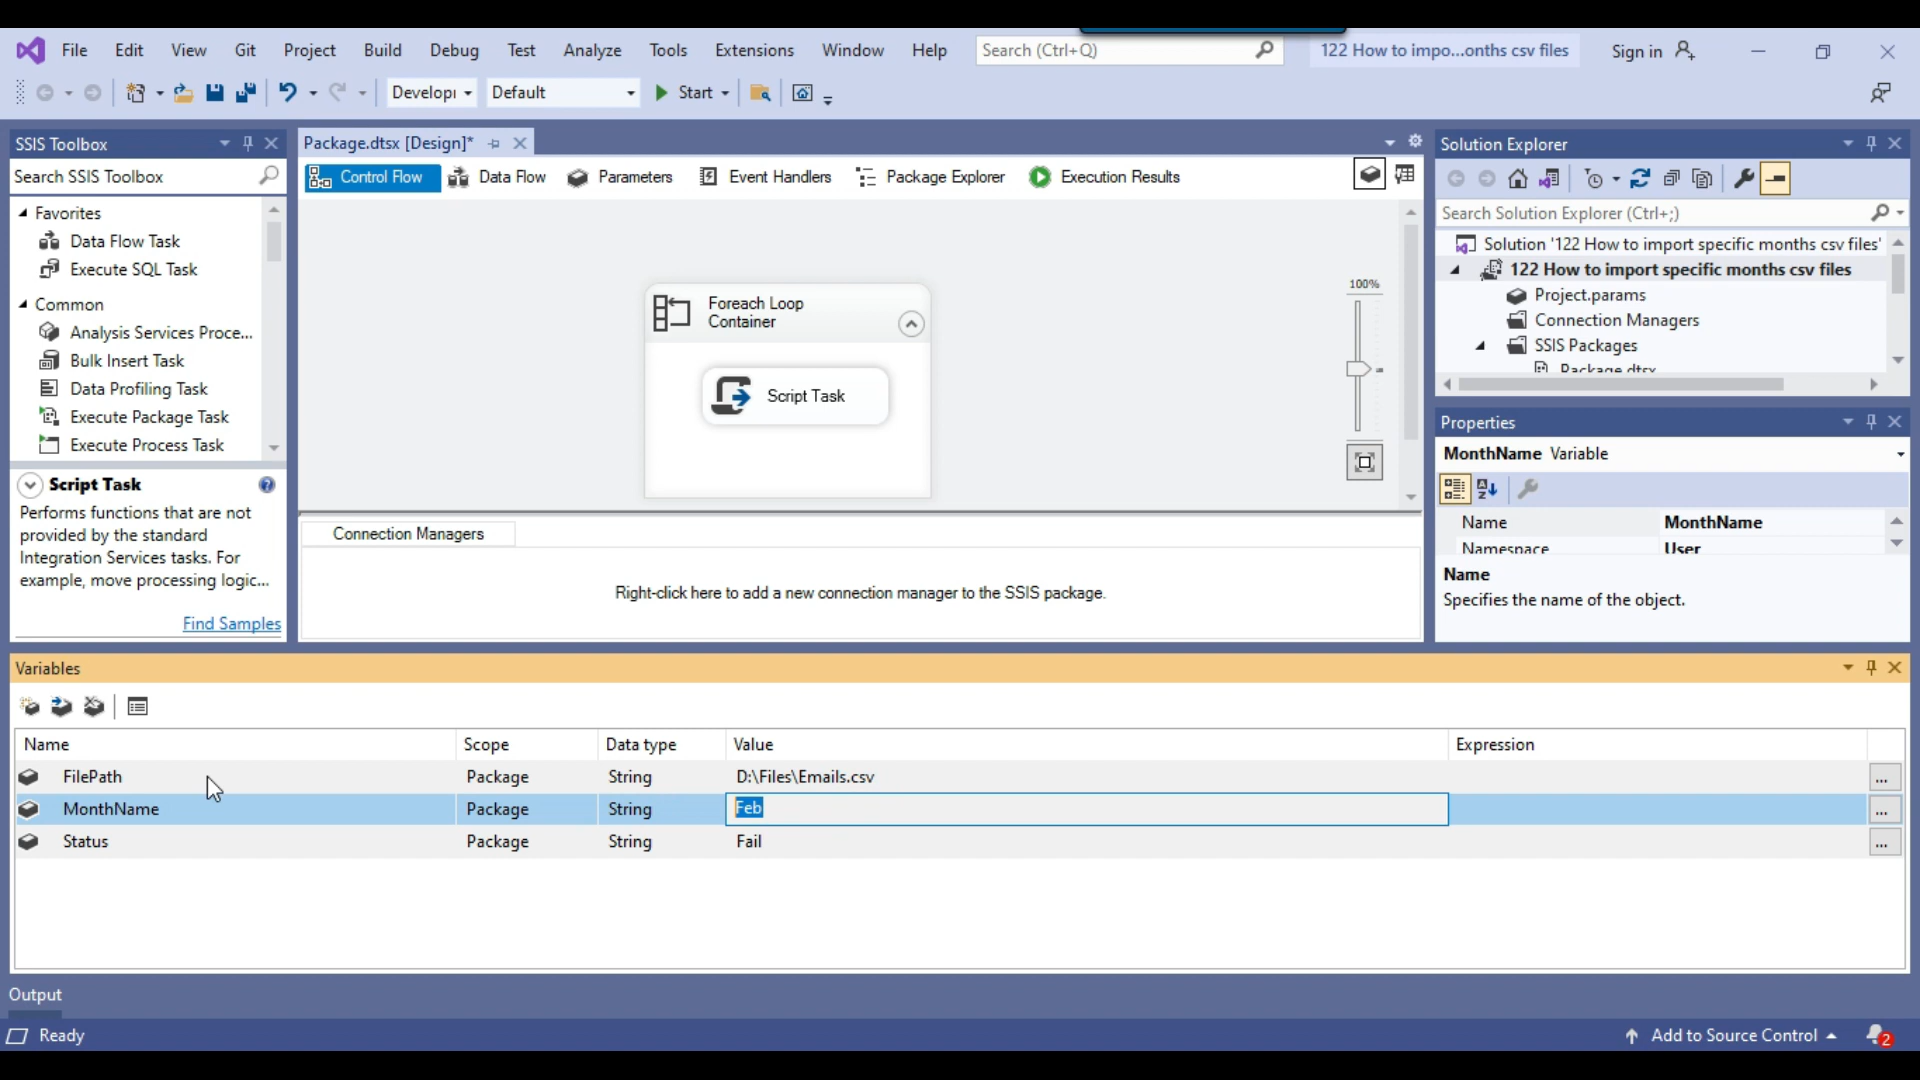 File Edit View Git Project Build Debug Test Analyze Tools Extensions Window Help Search (Ctrl+Q) 122 How to impo...onths csv files Sign in
Default Start
SSIS Toolbox
Search SSIS Toolbox
Favorites
Data Flow Task
Execute SQL Task
Common
Analysis Services Proce...
Bulk Insert Task
Data Profiling Task
Execute Package Task
Execute Process Task
Script Task
Performs functions that are not
provided by the standard
Integration Services tasks. For
example, move processing logic...
Find Samples
Package.dtsx [Design]*
Control Flow Data Flow Parameters Event Handlers Package Explorer Execution Results
Foreach Loop
Container
Script Task
100%
Connection Managers
Right-click here to add a new connection manager to the SSIS package.
Solution Explorer
Search Solution Explorer (Ctrl+;)
Solution '122 How to import specific months csv files'
122 How to import specific months csv files
Project.params
Connection Managers
SSIS Packages
Package.dtsx
Properties
MonthName Variable
Name MonthName
Namespace User
Name
Specifies the name of the object.
Variables
Name Scope Data type Value Expression
FilePath Package String D:\Files\Emails.csv ...
MonthName Package String Feb ...
Status Package String Fail ...
Output
Ready
Add to Source Control 2